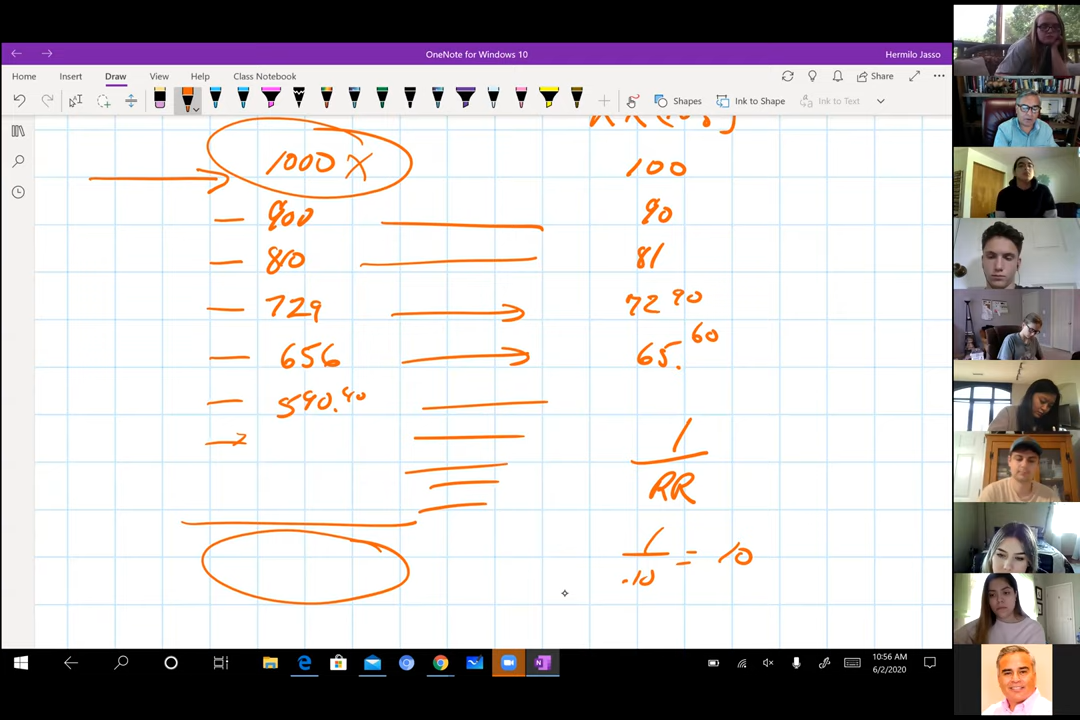 OneNote for Windows 10
Hermilo Jasso
Home Insert Draw View Help Class Notebook
Share
Shapes Ink to Shape Ink to Text
RR (10%)
1000 X 100
900 90
810 81
729 72 90
656 65. 60
590.40
1
RR
1
.10 = 10
10:56 AM
6/2/2020